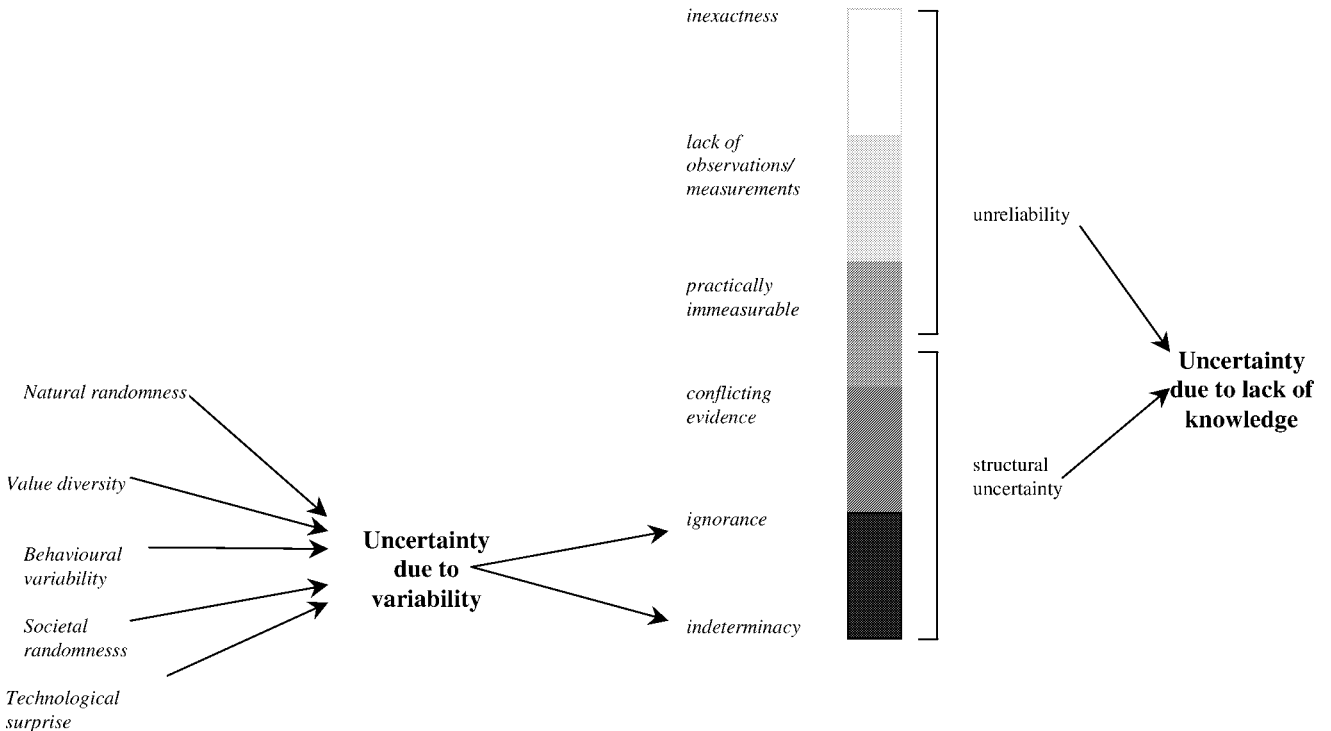 inexactness
lack of
observations/
measurements
unreliability
practically
immeasurable
Uncertainty
due to lack of
knowledge
Natural randomness
conflicting
evidence
Value diversity
structural
uncertainty
ignorance
Uncertainty
due to
variability
Behavioural
variability
Societal
randomnesss
indeterminacy
Technological
surprise